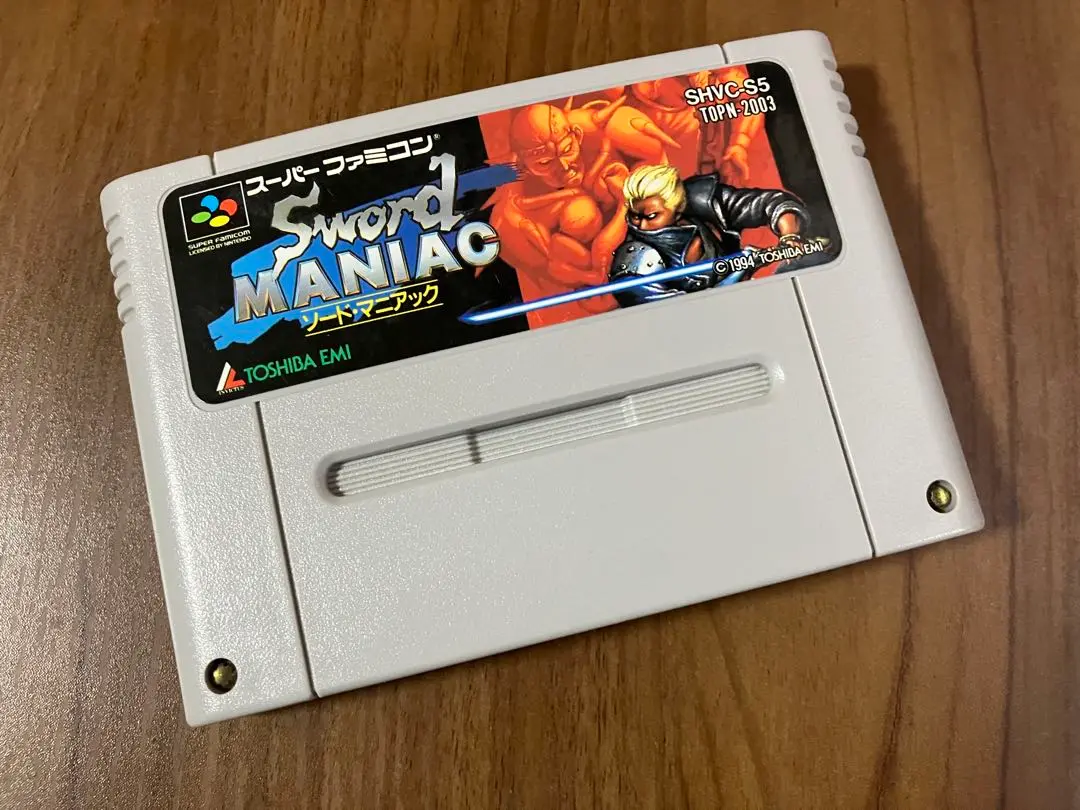 スーパーファミコン®
SUPER FAMICOM
LICENSED BY NINTENDO
Sword
MANIAC
ソード・マニアック
INVICTUS
TOSHIBA EMI
SHVC-S5
TOPN-2003
©1994 TOSHIBA EMI